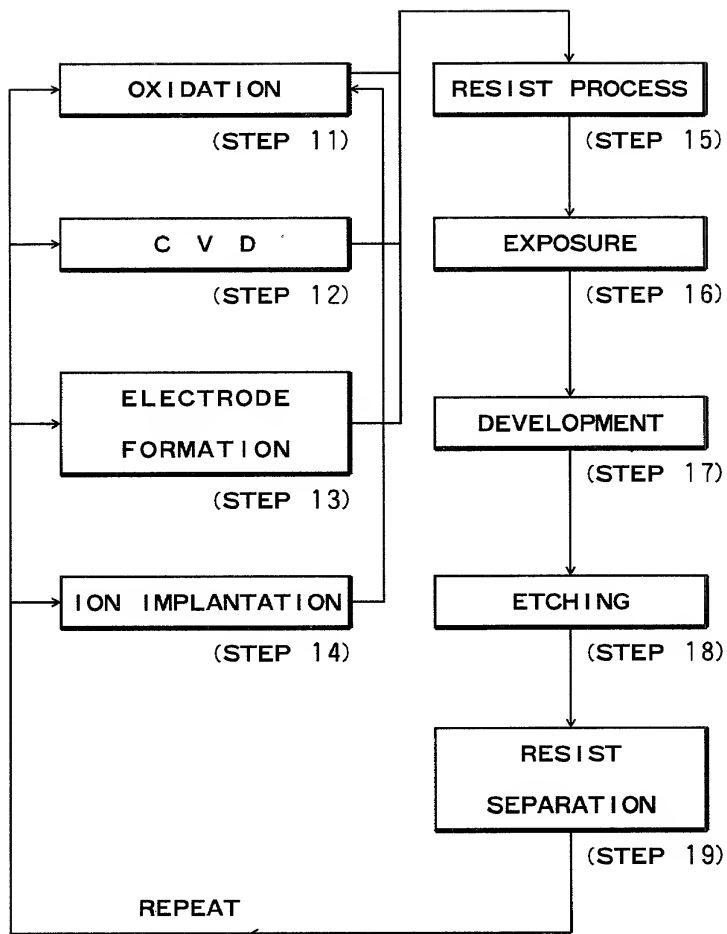 OXIDATION
(STEP 11)
C V D
(STEP 12)
ELECTRODE
FORMATION
(STEP 13)
ION IMPLANTATION
(STEP 14)
RESIST PROCESS
(STEP 15)
EXPOSURE
(STEP 16)
DEVELOPMENT
(STEP 17)
ETCHING
(STEP 18)
RESIST
SEPARATION
(STEP 19)
REPEAT